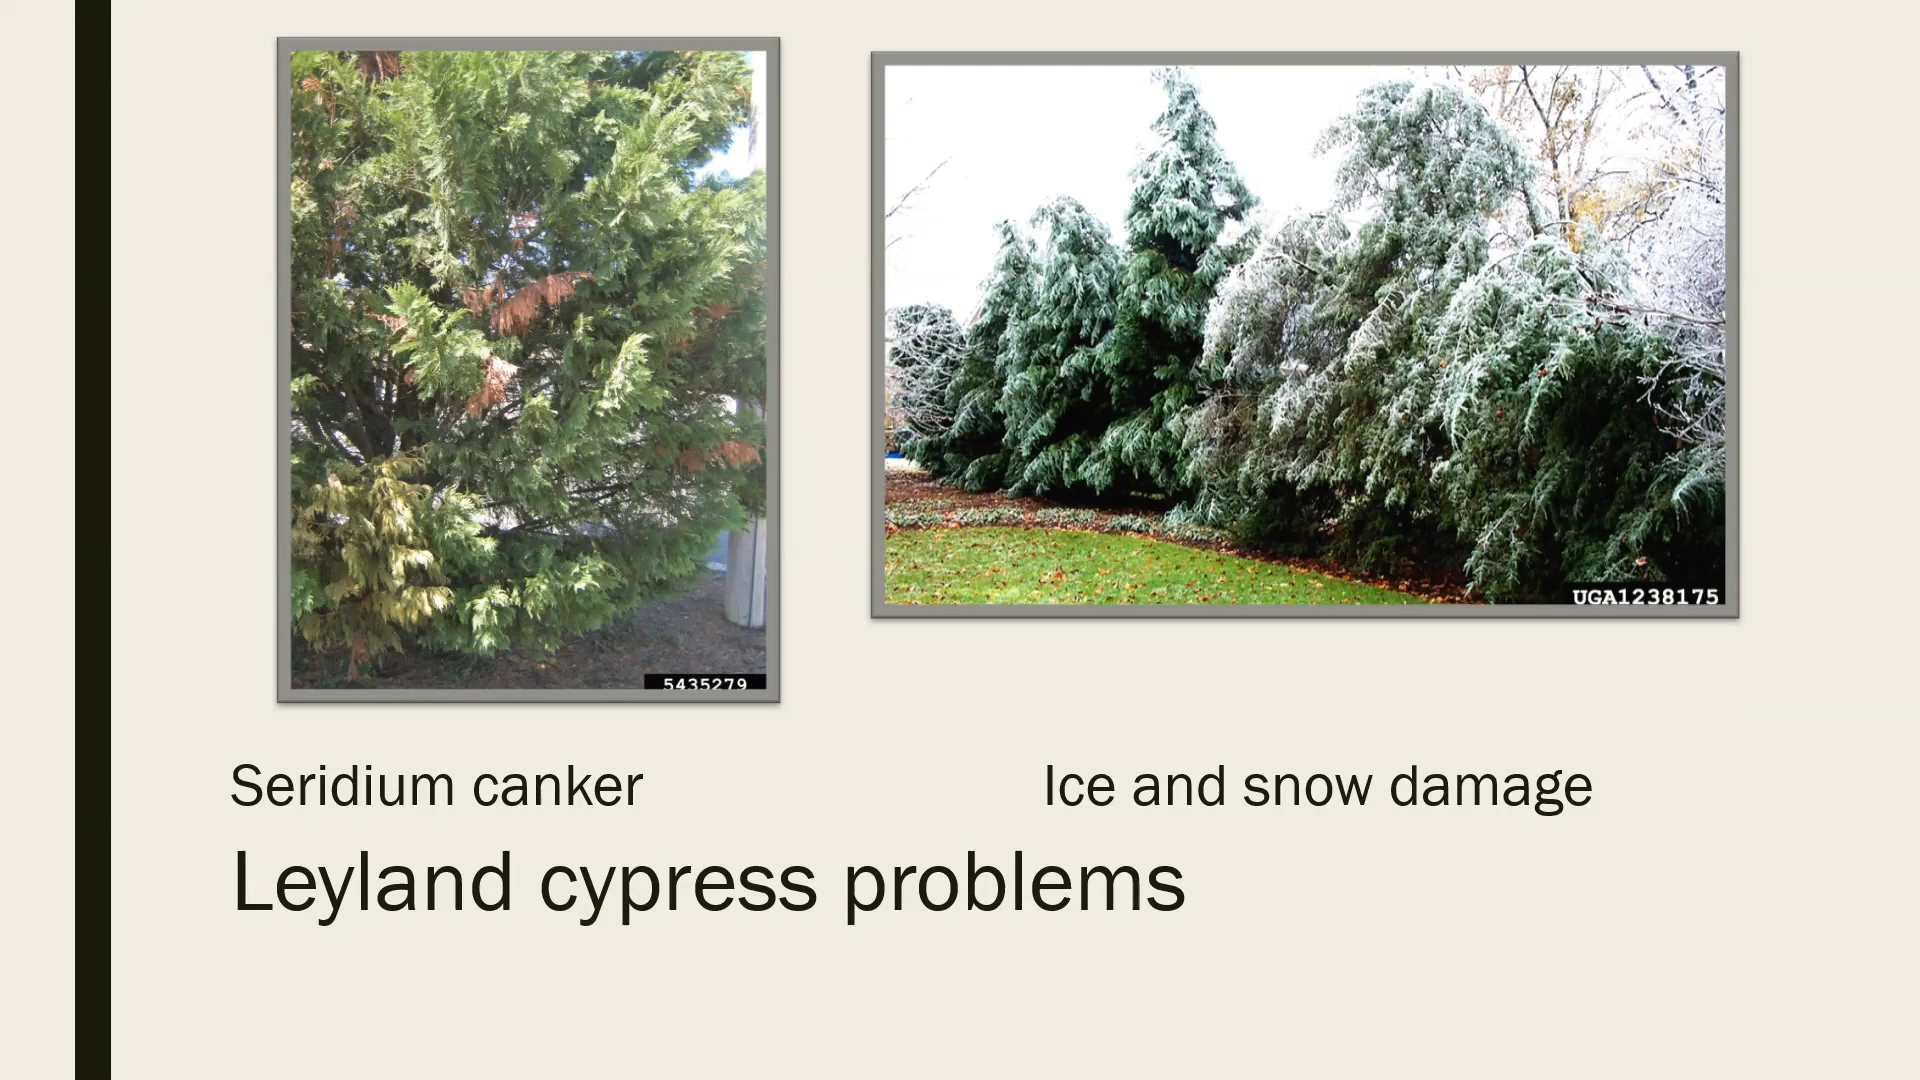 5435279
UGA1238175
Seridium canker
Ice and snow damage
Leyland cypress problems